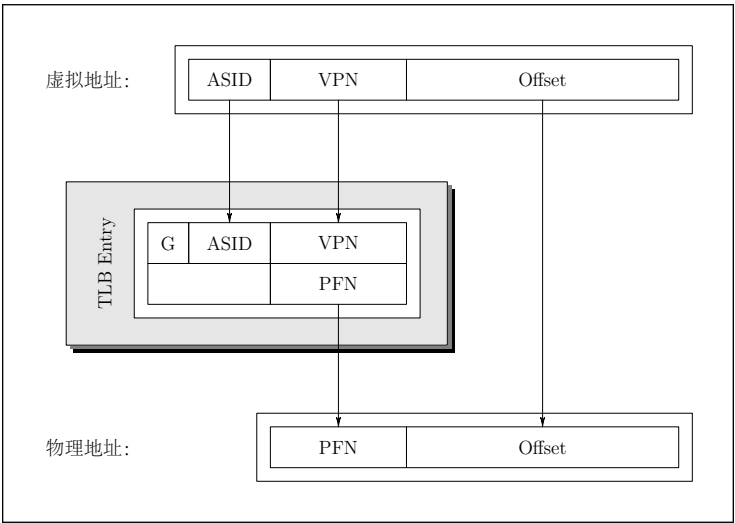 虚拟地址: ASID VPN Offset
TLB Entry
G ASID VPN
PFN
物理地址: PFN Offset